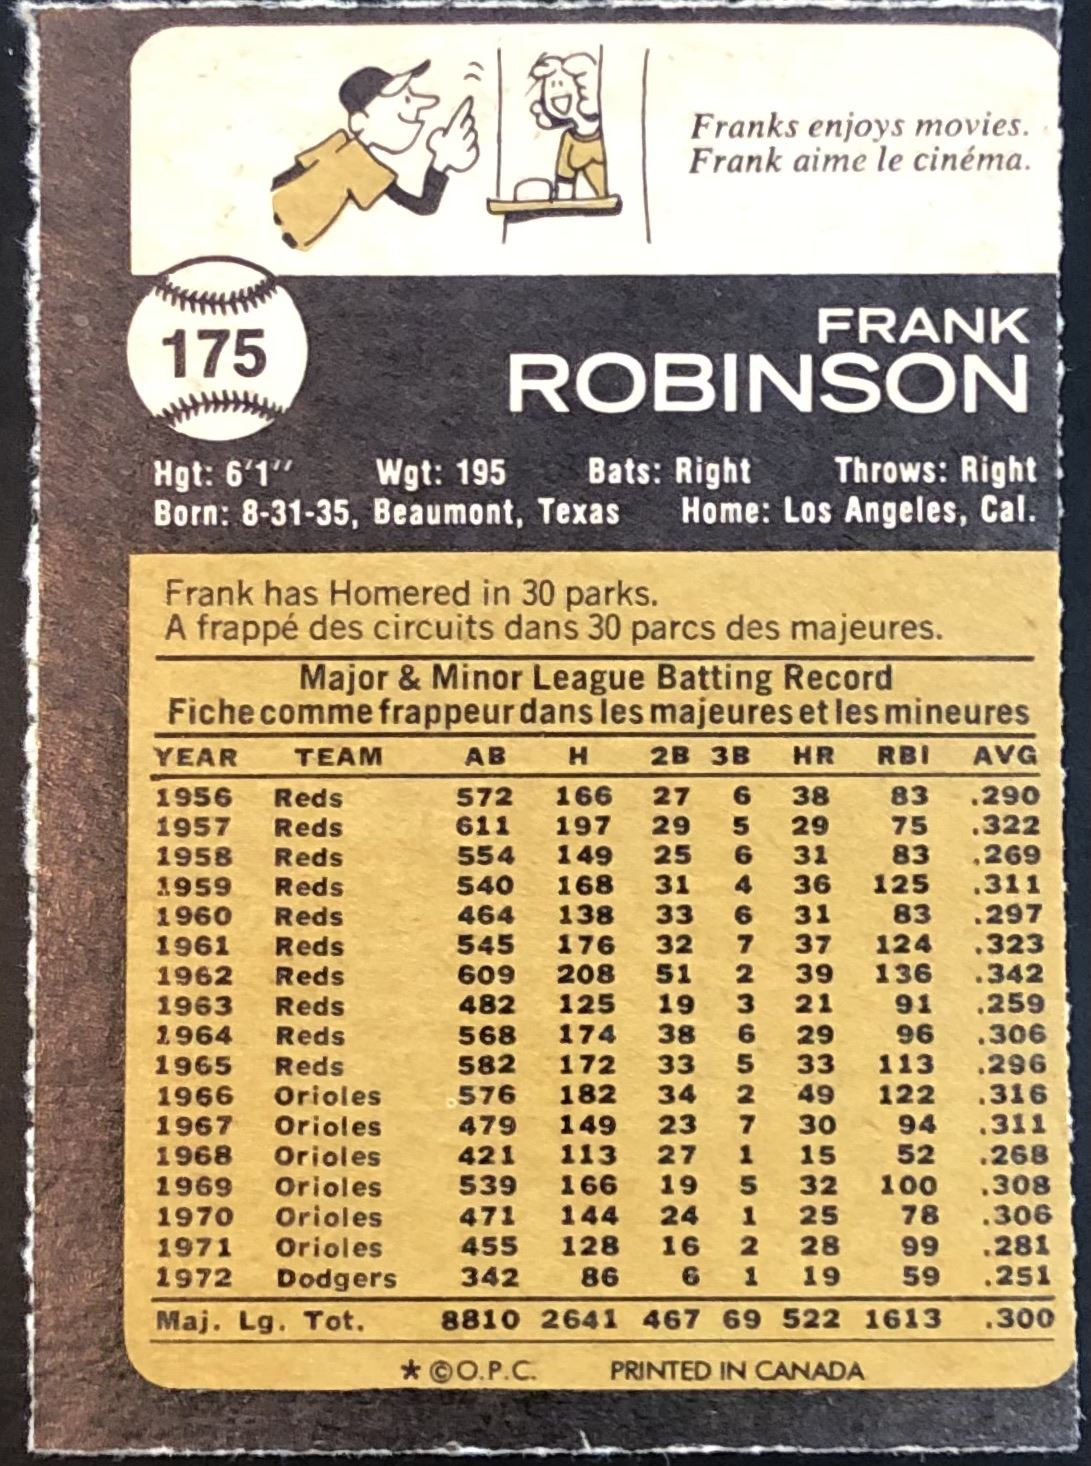 Franks enjoys movies.
Frank aime le cinéma.
175
FRANK
ROBINSON
Hgt: 6'1" Wgt: 195 Bats: Right Throws: Right
Born: 8-31-35, Beaumont, Texas Home: Los Angeles, Cal.
Frank has Homered in 30 parks.
A frappé des circuits dans 30 parcs des majeures.
Major & Minor League Batting Record
Fiche comme frappeur dans les majeures et les mineures
YEAR TEAM AB H 2B 3B HR RBI AVG
1956 Reds 572 166 27 6 38 83 .290
1957 Reds 611 197 29 5 29 75 .322
1958 Reds 554 149 25 6 31 83 .269
1959 Reds 540 168 31 4 36 125 .311
1960 Reds 464 138 33 6 31 83 .297
1961 Reds 545 176 32 7 37 124 .323
1962 Reds 609 208 51 2 39 136 .342
1963 Reds 482 125 19 3 21 91 .259
1964 Reds 568 174 38 6 29 96 .306
1965 Reds 582 172 33 5 33 113 .296
1966 Orioles 576 182 34 2 49 122 .316
1967 Orioles 479 149 23 7 30 94 .311
1968 Orioles 421 113 27 1 15 52 .268
1969 Orioles 539 166 19 5 32 100 .308
1970 Orioles 471 144 24 1 25 78 .306
1971 Orioles 455 128 16 2 28 99 .281
1972 Dodgers 342 86 6 1 19 59 .251
Maj. Lg. Tot. 8810 2641 467 69 522 1613 .300
* ©O.P.C. PRINTED IN CANADA